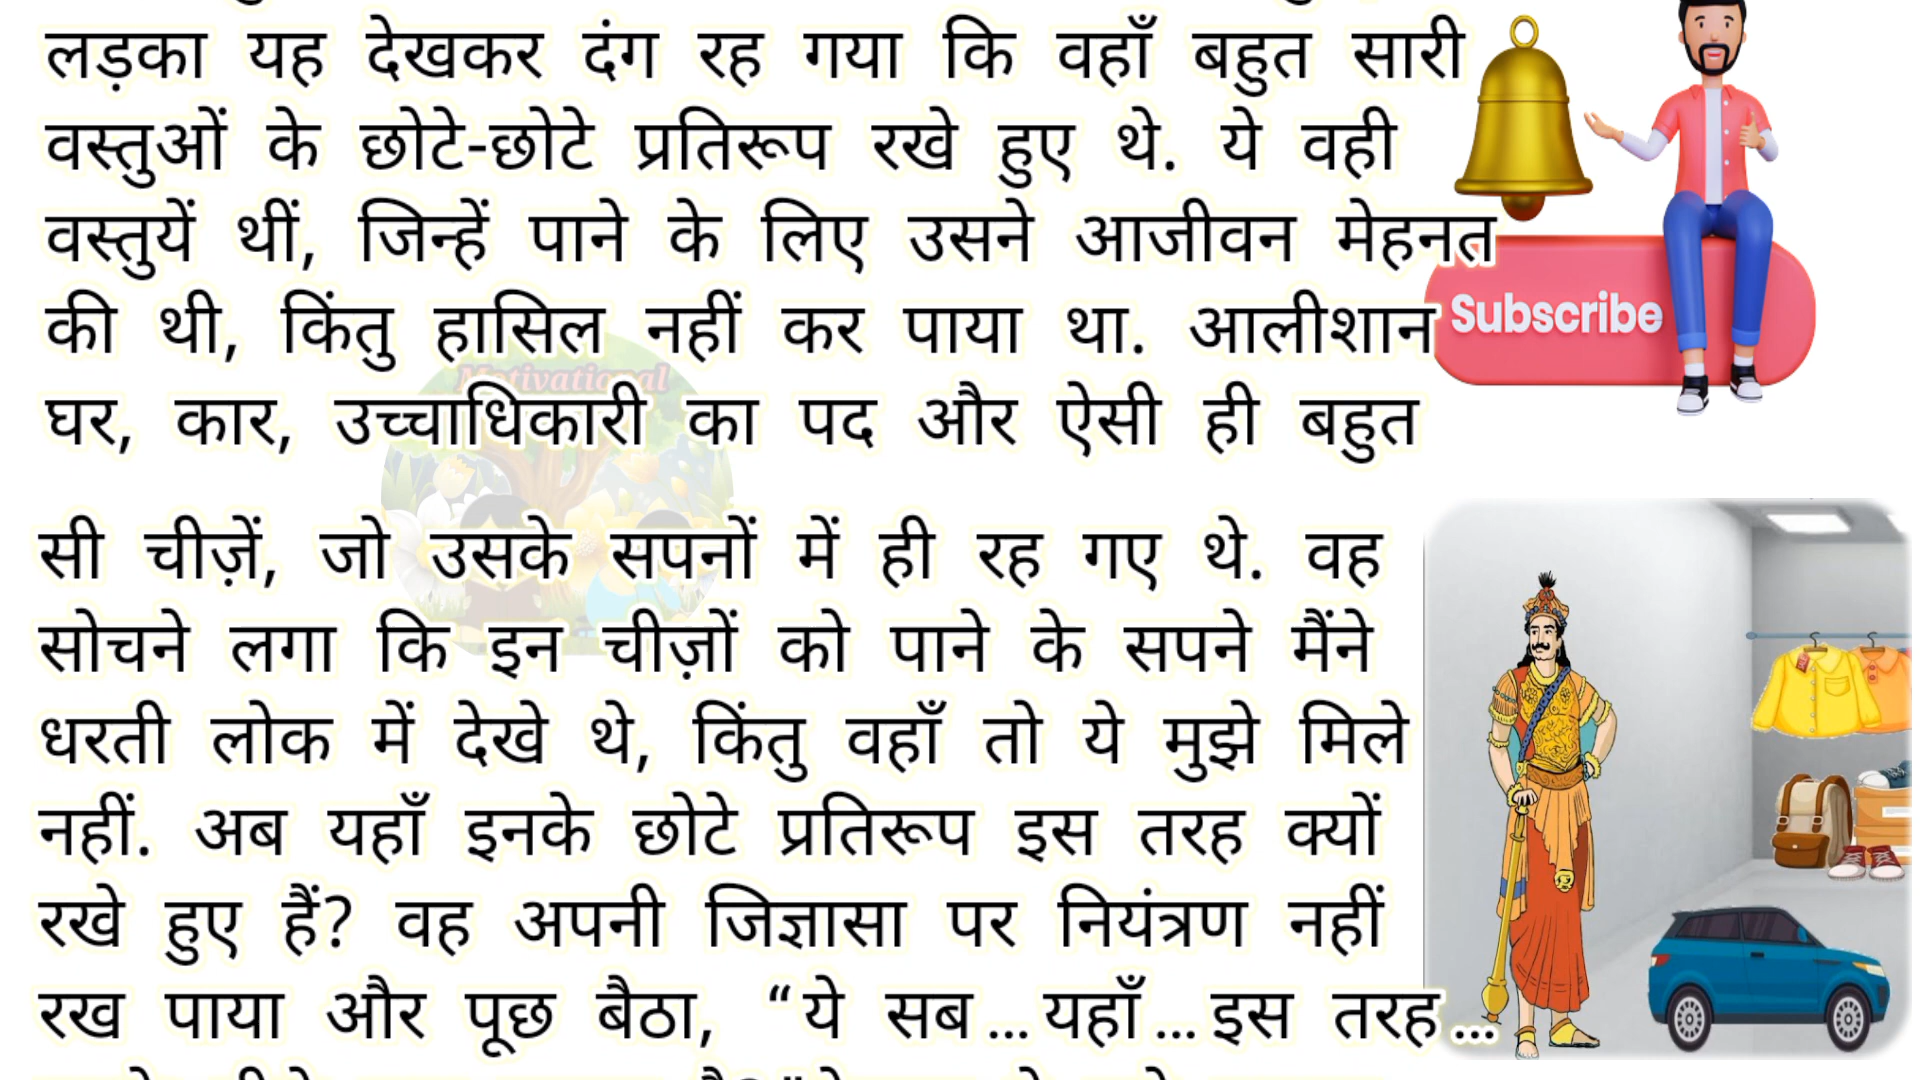 लड़का यह देखकर दंग रह गया कि वहाँ बहुत सारी
वस्तुओं के छोटे-छोटे प्रतिरूप रखे हुए थे. ये वही
वस्तुयें थीं, जिन्हें पाने के लिए उसने आजीवन मेहनत
की थी, किंतु हासिल नहीं कर पाया था. आलीशान
Subscribe
Motivational
घर, कार, उच्चाधिकारी का पद और ऐसी ही बहुत
सी चीज़ें, जो उसके सपनों में ही रह गए थे. वह
सोचने लगा कि इन चीज़ों को पाने के सपने मैंने
धरती लोक में देखे थे, किंतु वहाँ तो ये मुझे मिले
नहीं. अब यहाँ इनके छोटे प्रतिरूप इस तरह क्यों
रखे हुए हैं? वह अपनी जिज्ञासा पर नियंत्रण नहीं
रख पाया और पूछ बैठा, “ये सब...यहाँ...इस तरह...